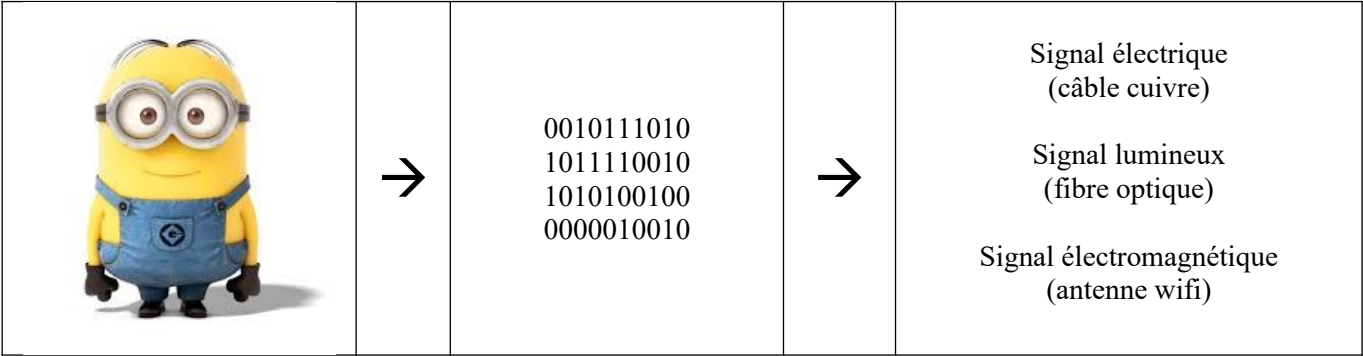 0010111010
1011110010
1010100100
0000010010
Signal électrique
(câble cuivre)
Signal lumineux
(fibre optique)
Signal électromagnétique
(antenne wifi)